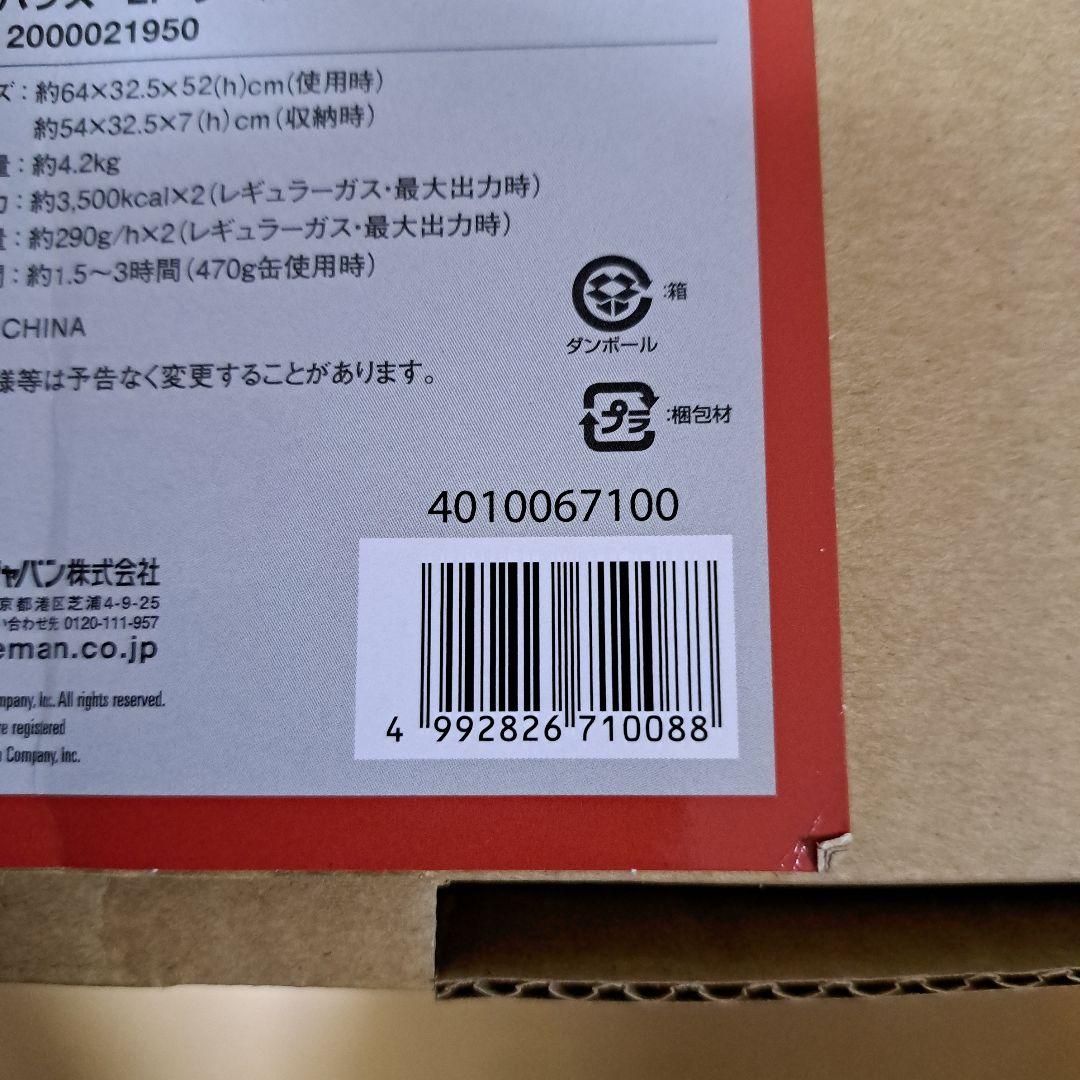 2000021950
ズ：約64×32.5×52(h)cm(使用時)
約54×32.5×7(h)cm(収納時)
量：約4.2kg
力：約3,500kcal×2(レギュラーガス・最大出力時)
量：約290g/h×2(レギュラーガス・最大出力時)
間：約1.5～3時間(470g缶使用時)
CHINA
様等は予告なく変更することがあります。
:箱
ダンボール
プラ
:梱包材
4010067100
ャパン株式会社
京都港区芝浦4-9-25
い合わせ先 0120-111-957
eman.co.jp
mpany, Inc. All rights reserved.
re registered
Company, Inc.
4 992826 710088